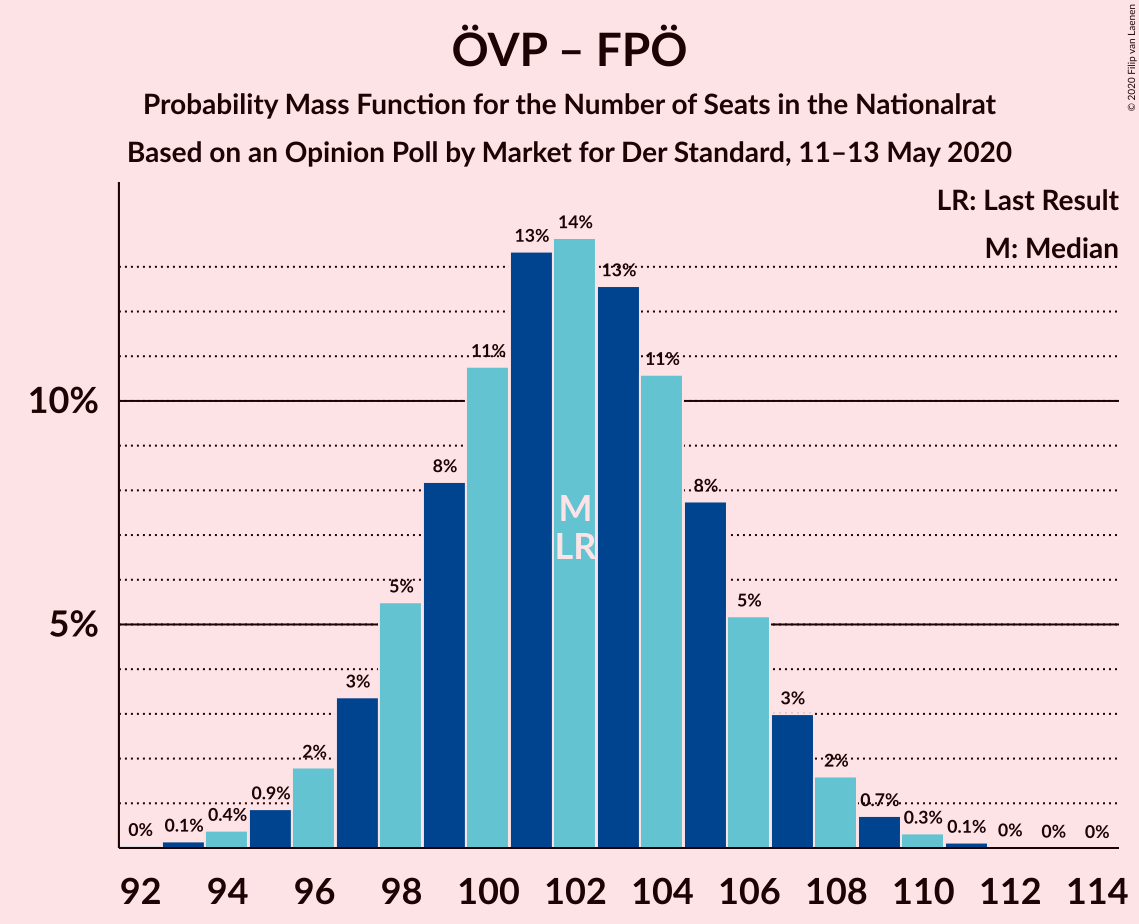 ÖVP – FPÖ
Probability Mass Function for the Number of Seats in the Nationalrat
Based on an Opinion Poll by Market for Der Standard, 11–13 May 2020
© 2020 Filip van Laenen
LR: Last Result
M: Median
10%
5%
0%
0.1%
0.4%
0.9%
2%
3%
5%
8%
11%
13%
14%
13%
11%
8%
5%
3%
2%
0.7%
0.3%
0.1%
0%
0%
0%
M
LR
92 94 96 98 100 102 104 106 108 110 112 114